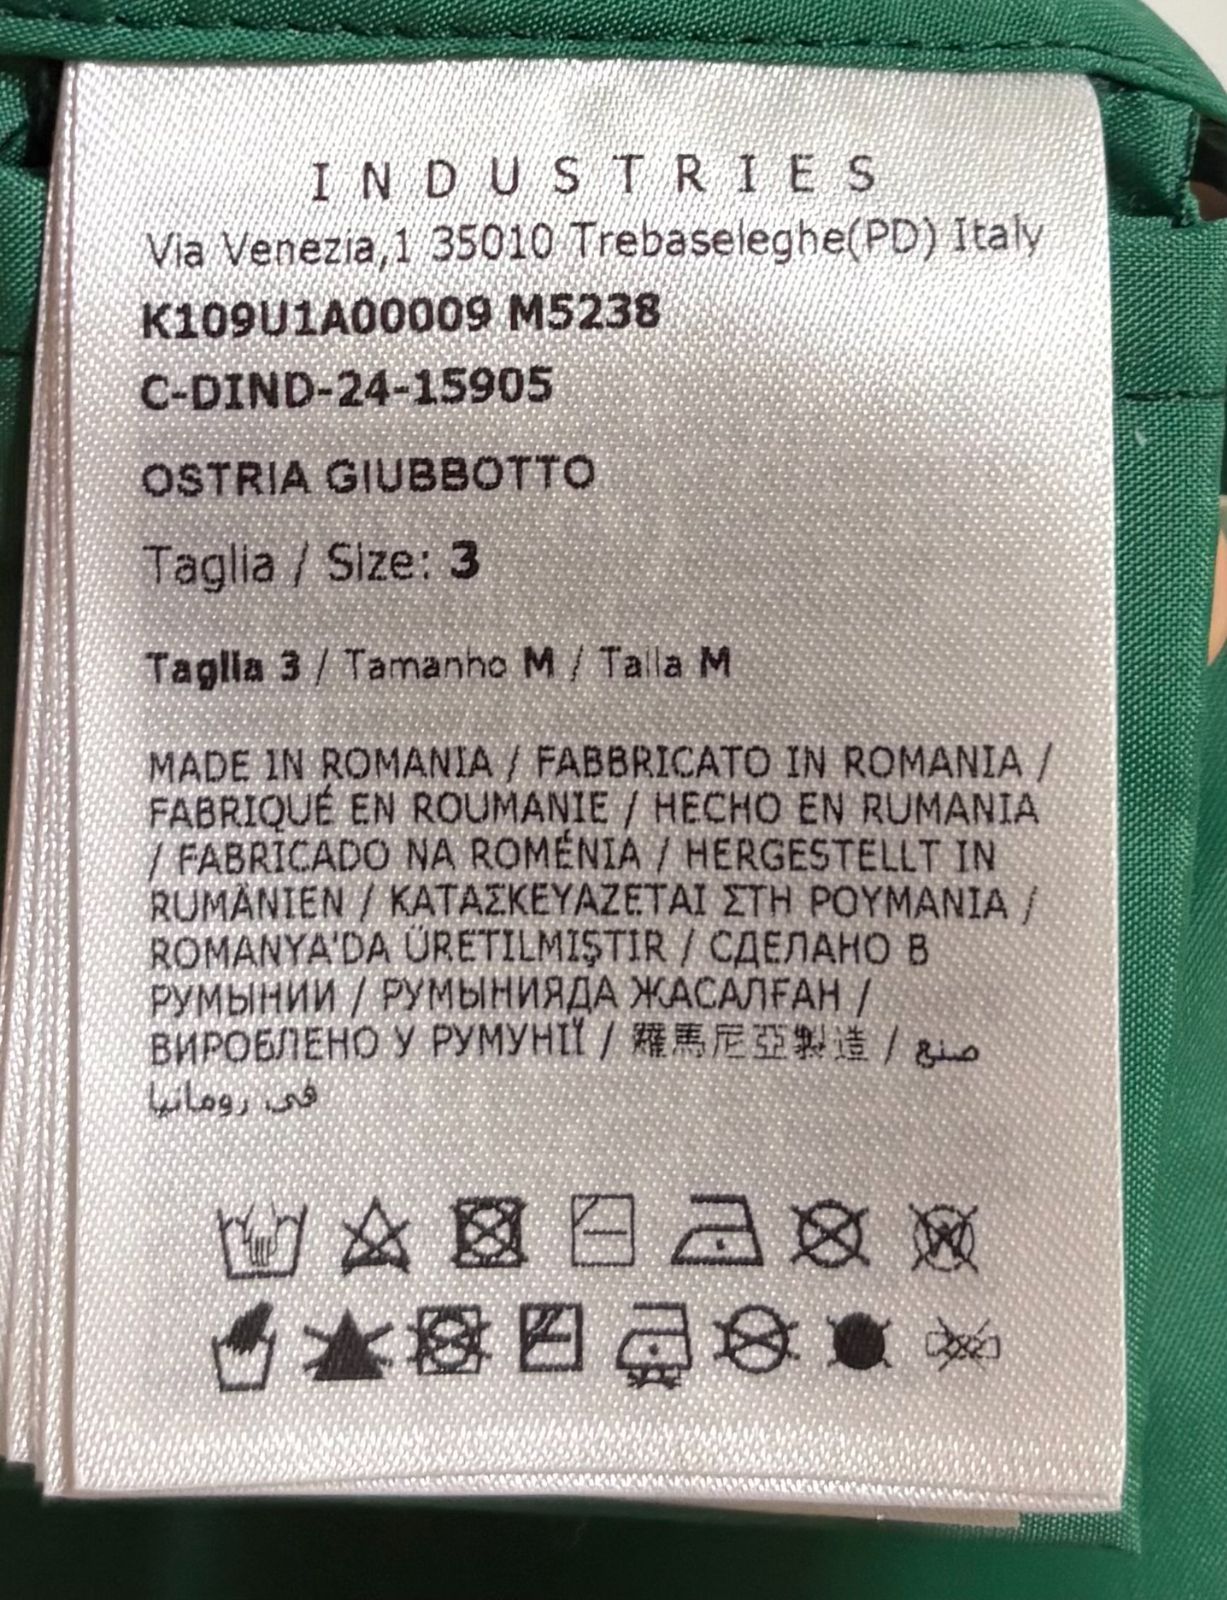 INDUSTRIES
Via Venezia,1 35010 Trebaseleghe(PD) Italy
K109U1A00009 M5238
C-DIND-24-15905
OSTRIA GIUBBOTTO
Taglia / Size: 3
Taglia 3 / Tamanho M / Talla M
MADE IN ROMANIA / FABBRICATO IN ROMANIA /
FABRIQUÉ EN ROUMANIE / HECHO EN RUMANIA
/ FABRICADO NA ROMÉNIA / HERGESTELLT IN
RUMÄNIEN / ΚΑΤΑΣΚΕΥΑΖΕΤΑΙ ΣΤΗ ΡΟΥΜΑΝΙΑ /
ROMANYA'DA ÜRETILMIŞTIR / СДЕЛАНО В
РУМЫНИИ / РУМЫНИЯДА ЖАСАЛҒАН /
ВИРОБЛЕНО У РУМУНІЇ / 羅馬尼亞製造 / صنع
فى رومانيا